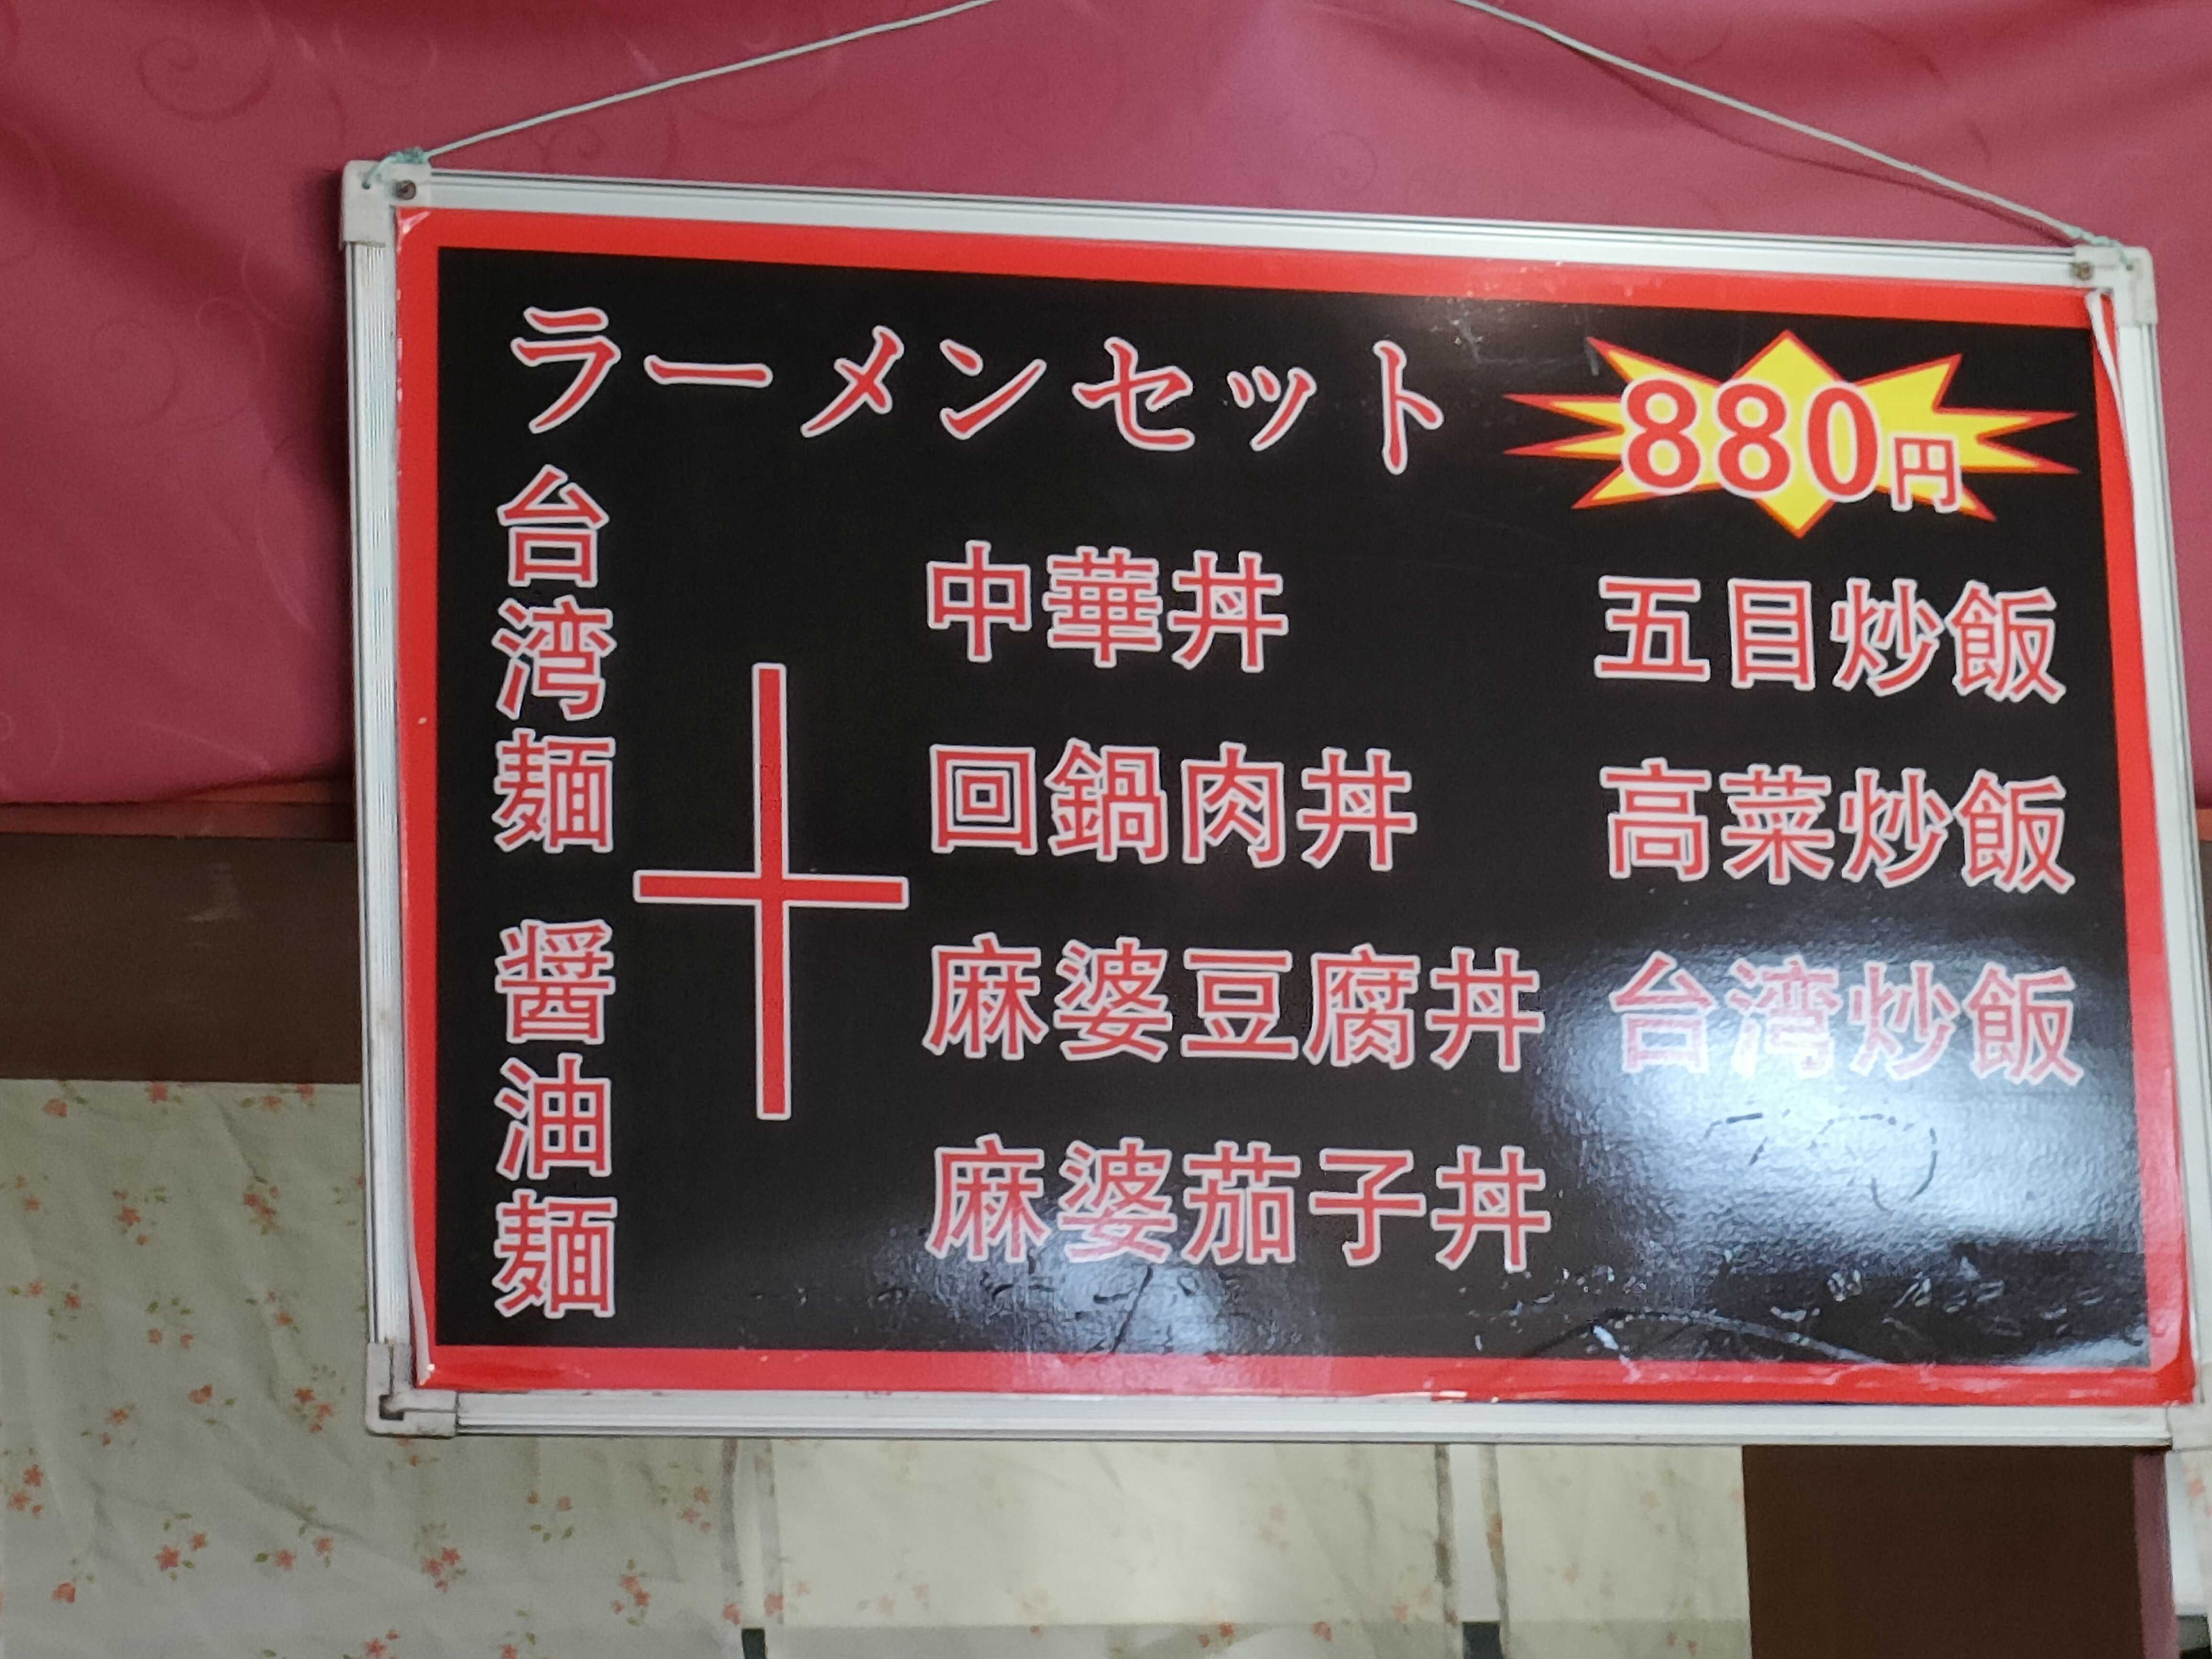 ラーメンセット 880円
台湾麺
醤油麺
＋
中華丼
回鍋肉丼
麻婆豆腐丼
麻婆茄子丼
五目炒飯
高菜炒飯
台湾炒飯